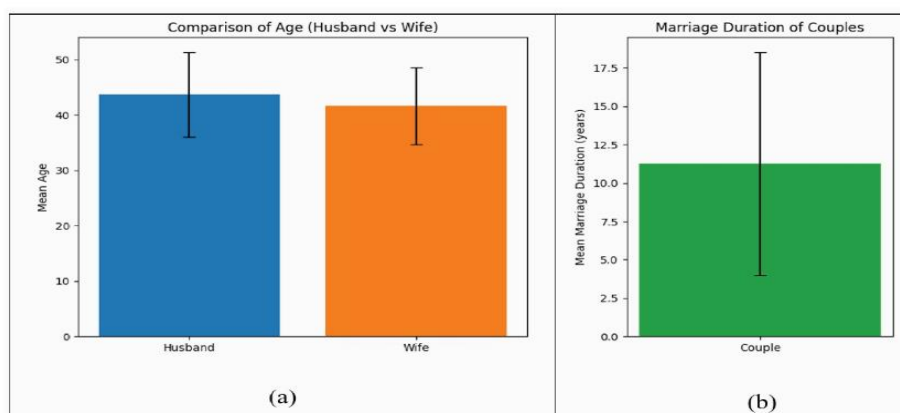 Comparison of Age (Husband vs Wife)
Mean Age
50
40
30
20
10
0
Husband
Wife
(a)
Marriage Duration of Couples
Mean Marriage Duration (years)
17.5
15.0
12.5
10.0
7.5
5.0
2.5
0.0
Couple
(b)